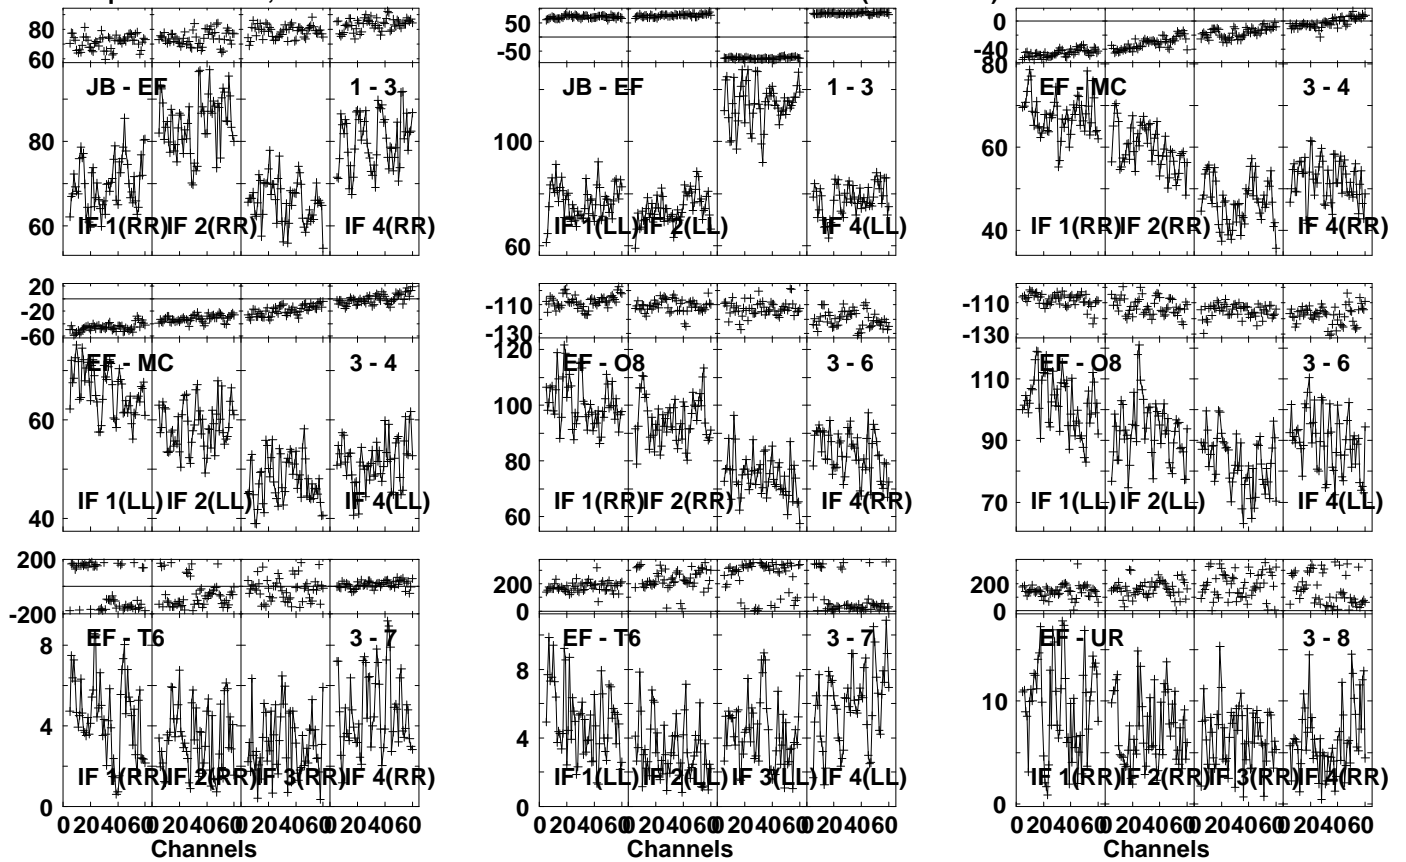 80
60
JB - EF
1 - 3
80
60
IF 1(RR) IF 2(RR) IF 4(RR)
50
-50
JB - EF
1 - 3
100
60
IF 1(LL) IF 2(LL) IF 4(LL)
0
-40
80
EF - MC
3 - 4
60
40
IF 1(RR) IF 2(RR) IF 4(RR)
20
-20
-60
EF - MC
3 - 4
60
40
IF 1(LL) IF 2(LL) IF 4(LL)
-110
-130
120
EF - O8
3 - 6
100
80
60
IF 1(RR) IF 2(RR) IF 4(RR)
-110
-130
110
EF - O8
3 - 6
90
70
IF 1(LL) IF 2(LL) IF 4(LL)
200
0
-200
8
EF - T6
3 - 7
4
0
IF 1(RR) IF 2(RR) IF 3(RR) IF 4(RR)
0 204060 0 204060 0 204060 0 204060
Channels
200
0
8
EF - T6
3 - 7
4
0
IF 1(LL) IF 2(LL) IF 3(LL) IF 4(LL)
0 204060 0 204060 0 204060 0 204060
Channels
200
0
EF - UR
3 - 8
10
0
IF 1(RR) IF 2(RR) IF 3(RR) IF 4(RR)
0 204060 0 204060 0 204060 0 204060
Channels